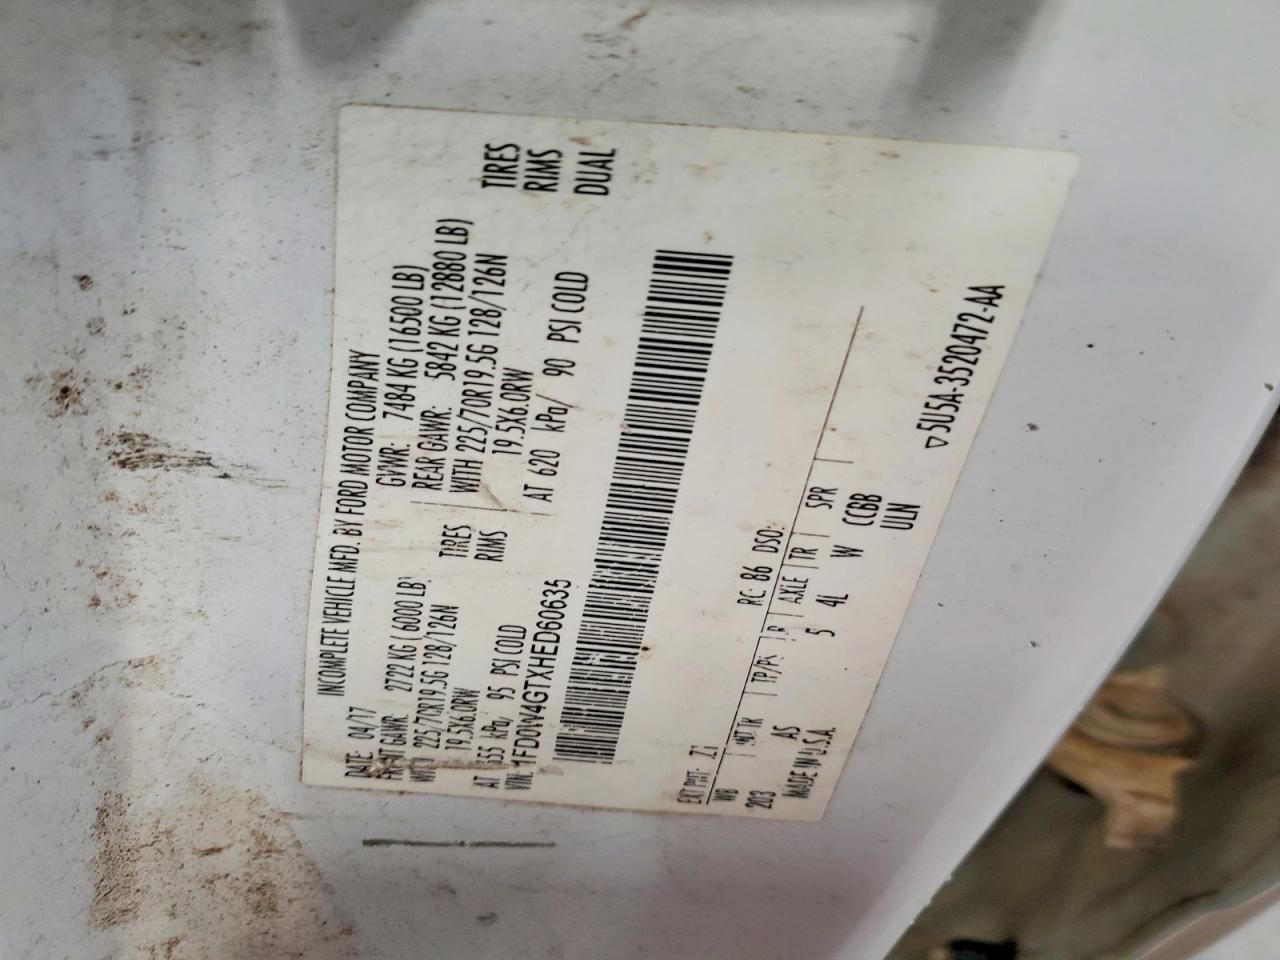 INCOMPLETE VEHICLE MFD. BY FORD MOTOR COMPANY
DATE: 04/17 GVWR: 7484 KG (16500 LB)
FRONT GAWR: 2722 KG ( 6000 LB) REAR GAWR: 5842 KG (12880 LB)
WITH 225/70R19.5G 128/126N TIRES WITH 225/70R19.5G 128/126N TIRES
19.5X6.0RW RIMS 19.5X6.0RW RIMS
AT 655 kPa/ 95 PSI COLD AT 620 kPa/ 90 PSI COLD DUAL
VIN: 1FD0W4GTXHED60635
EXT PNT: Z1 RC: 86 DSO:
WB INT TR TP/PS R AXLE TR SPR
203 AS 5 4L W CCBB
MADE IN U.S.A ULN
▽5U5A-3520472-AA